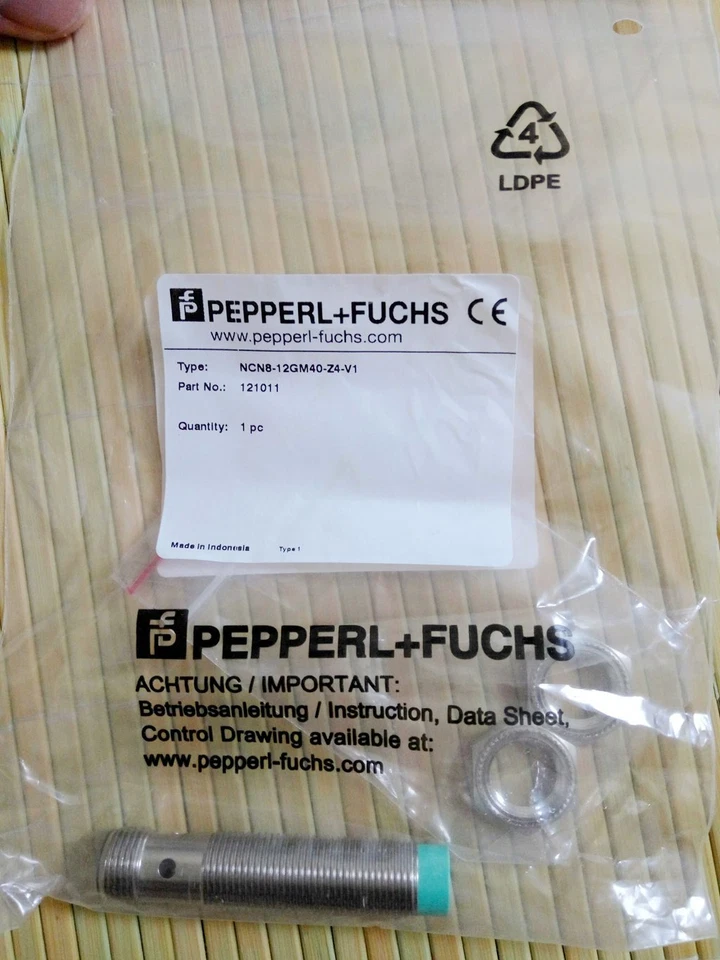 4
LDPE
PEPPERL+FUCHS CE
www.pepperl-fuchs.com
Type: NCN8-12GM40-Z4-V1
Part No.: 121011
Quantity: 1 pc
Made in Indonesia Type 1
PEPPERL+FUCHS
ACHTUNG / IMPORTANT:
Betriebsanleitung / Instruction, Data Sheet,
Control Drawing available at:
www.pepperl-fuchs.com